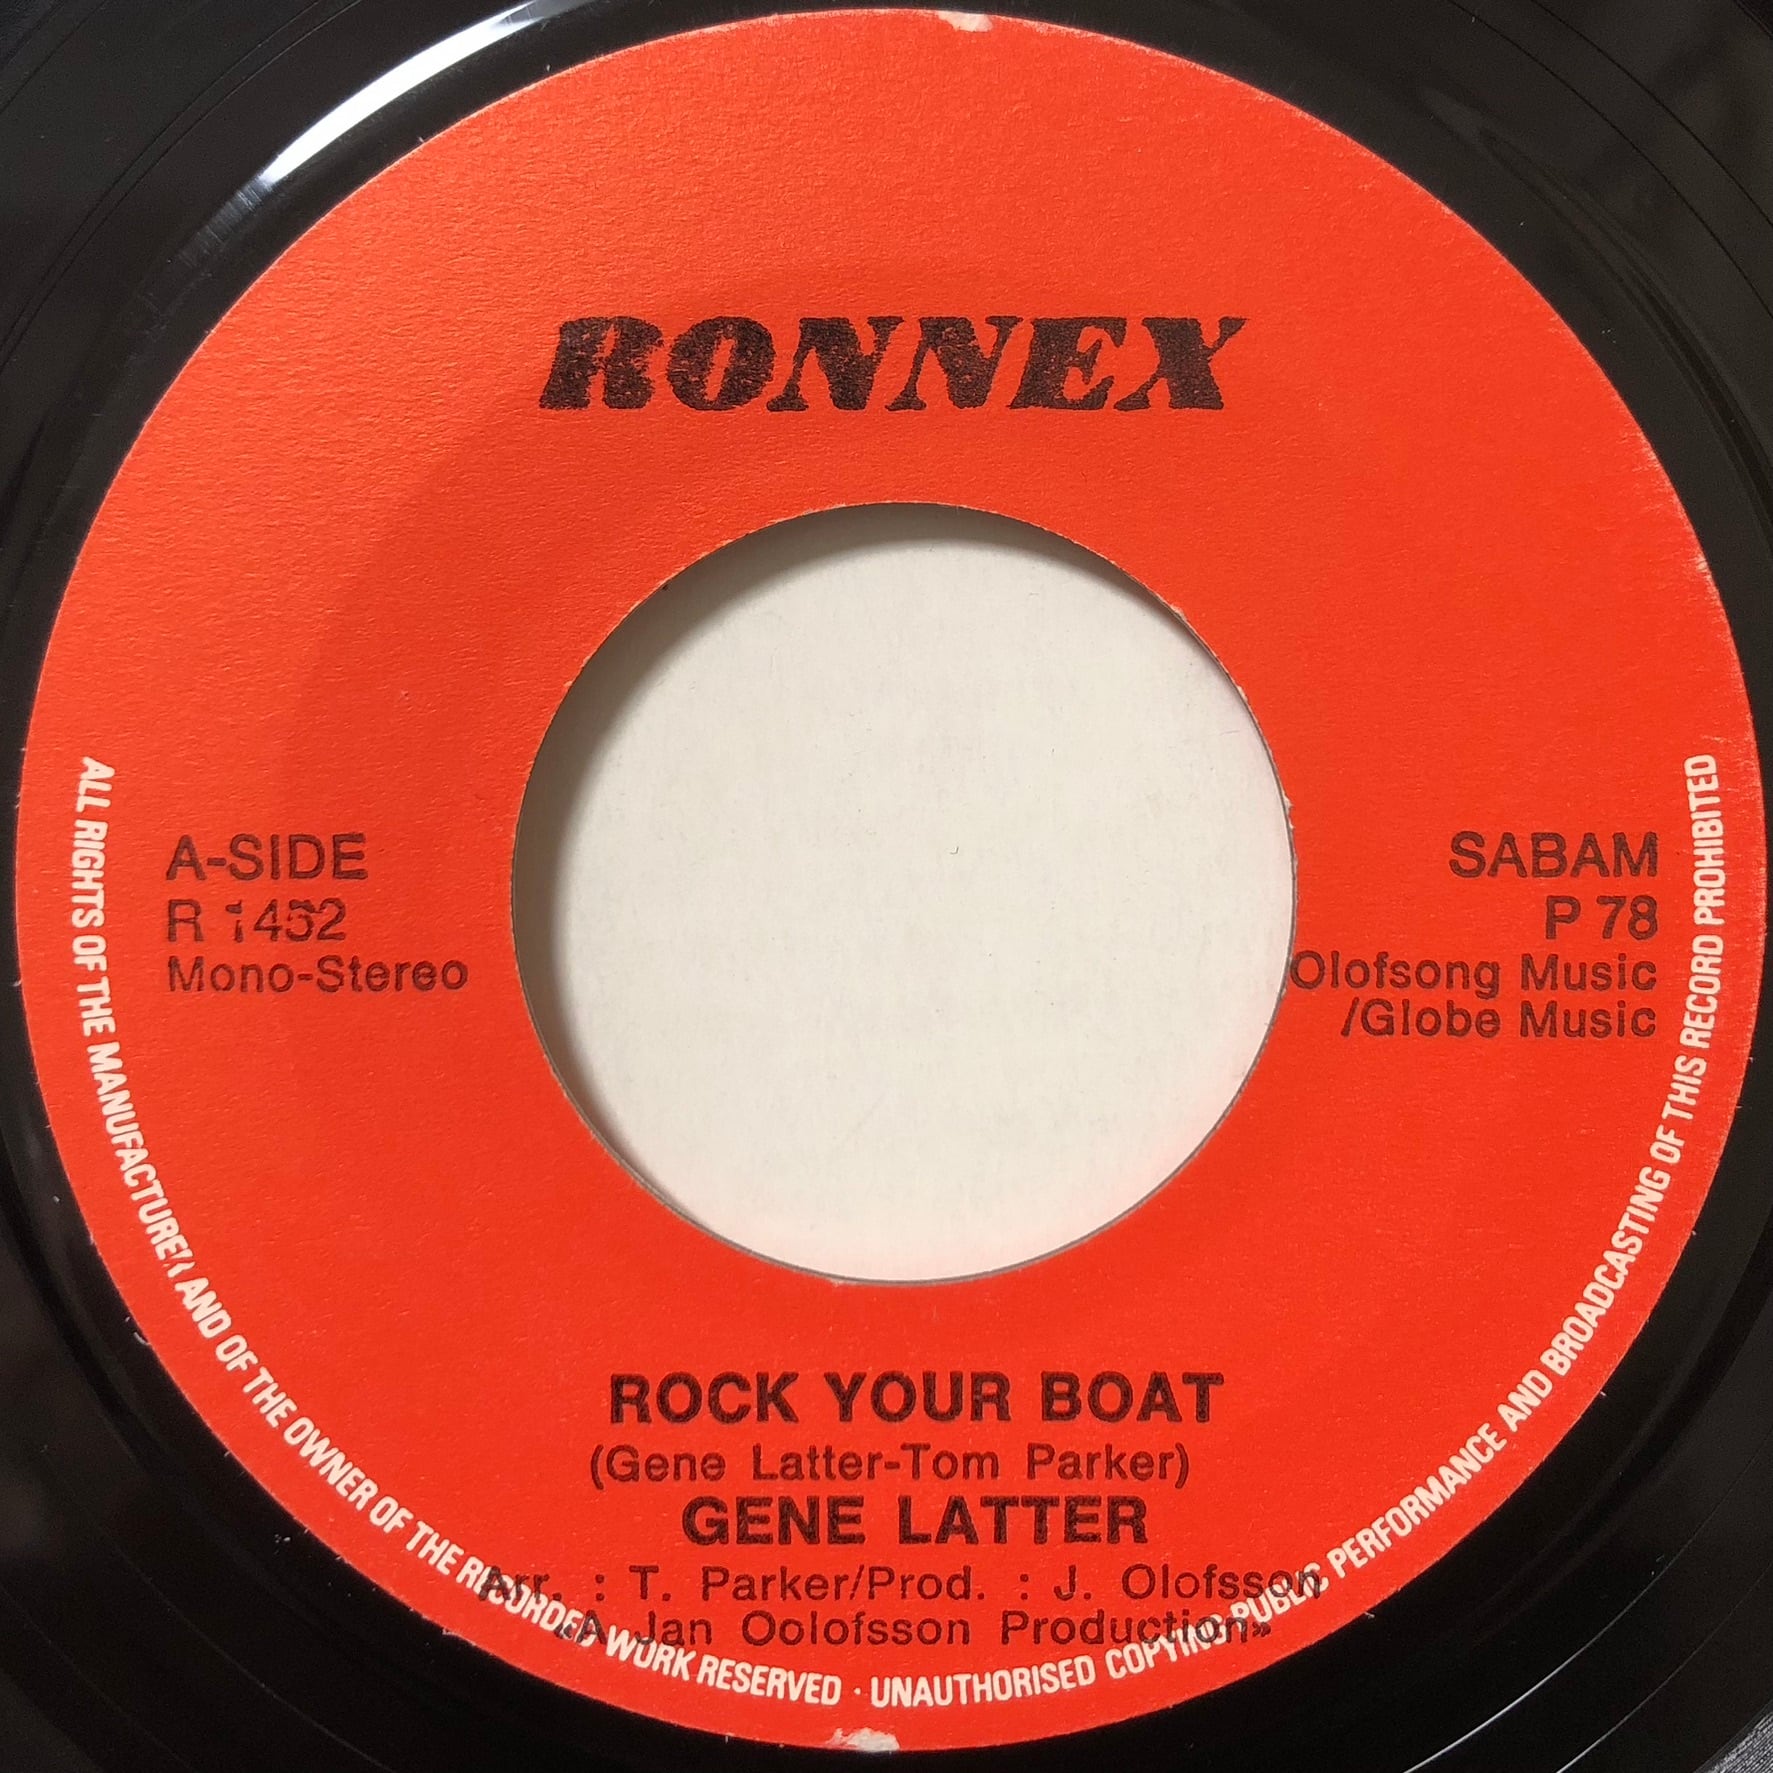 RONNEX
A-SIDE
R 1452
Mono-Stereo
SABAM
P 78
Olofsong Music
/Globe Music
ROCK YOUR BOAT
(Gene Latter-Tom Parker)
GENE LATTER
Arr. : T. Parker/Prod. : J. Olofsson
«A Jan Oolofsson Production»
ALL RIGHTS OF THE MANUFACTURER AND OF THE OWNER OF THE RECORDED WORK RESERVED · UNAUTHORISED COPYING PUBLIC PERFORMANCE AND BROADCASTING OF THIS RECORD PROHIBITED